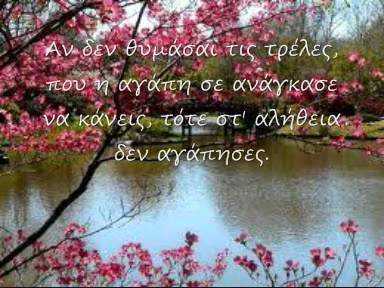 Αν δεν θυμάσαι τις τρέλες,
που η αγάπη σε ανάγκασε
να κάνεις, τότε στ' αλήθεια
δεν αγάπησες.